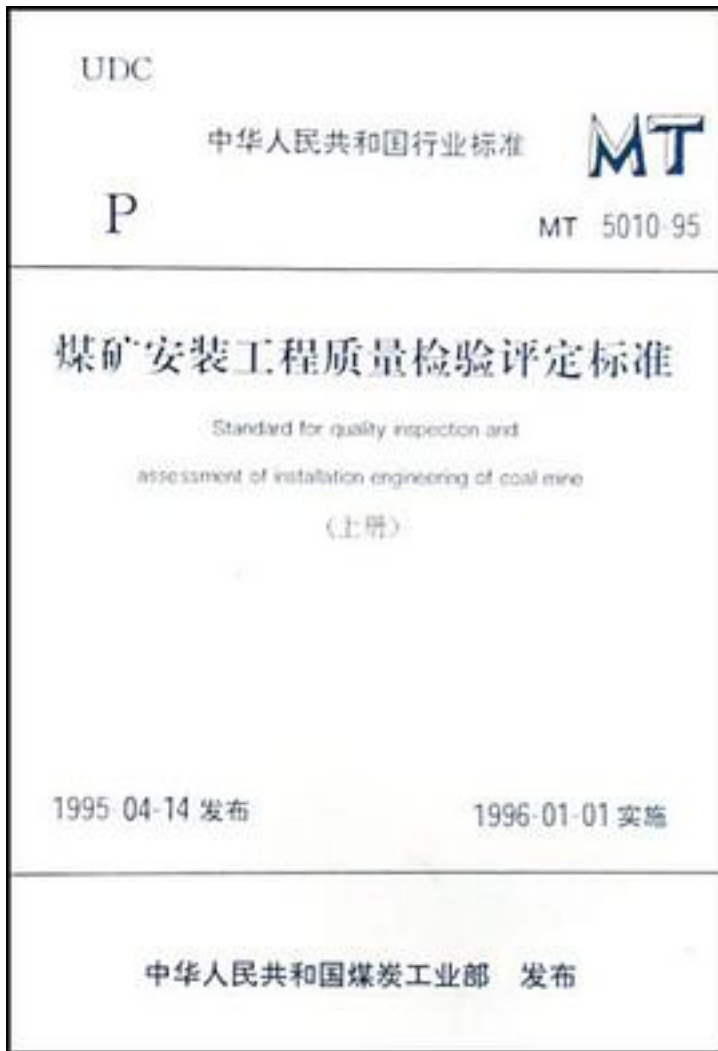 UDC
中华人民共和国行业标准
MT
P
MT 5010-95
煤矿安装工程质量检验评定标准
Standard for quality inspection and
assessment of installation engineering of coal mine
(上册)
1995-04-14 发布
1996-01-01 实施
中华人民共和国煤炭工业部 发布